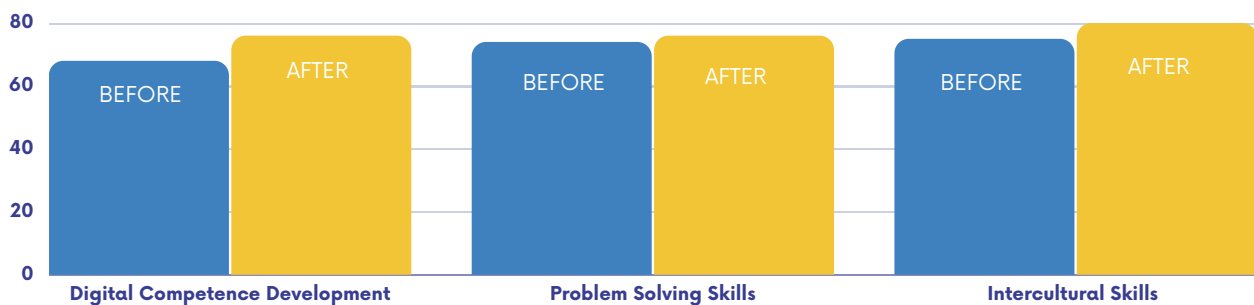 80
60
40
20
0
BEFORE
AFTER
BEFORE
AFTER
BEFORE
AFTER
Digital Competence Development
Problem Solving Skills
Intercultural Skills